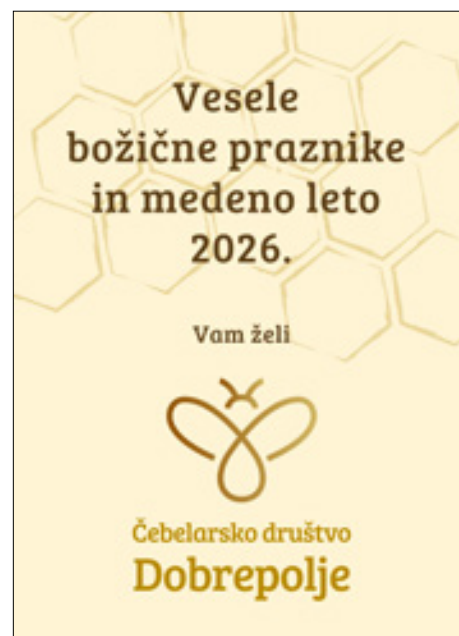 Vesele
božične praznike
in medeno leto
2026.
Vam želi
Čebelarsko društvo
Dobrepolje